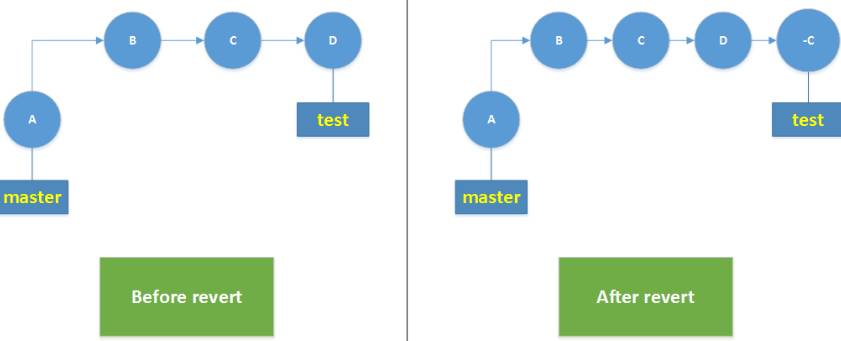 B
C
D
A
test
master
Before revert
B
C
D
-C
A
test
master
After revert